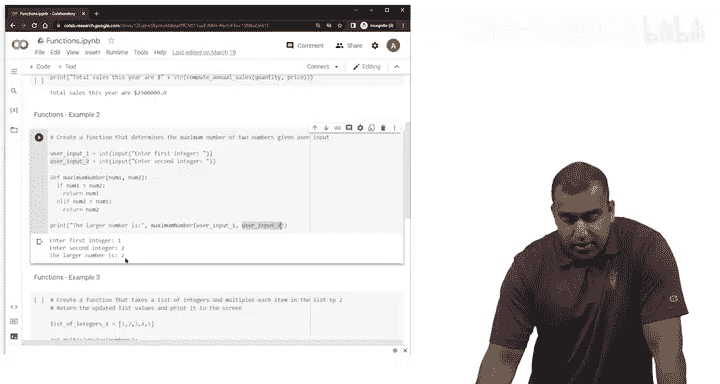 Functions.ipynb - Colaboratory
Incognito (2)
Functions.ipynb
File Edit View Insert Runtime Tools Help Last edited on March 19
Comment Share A
+ Code + Text
Connect Editing
print("Total sales this year are $" + str(compute_annual_sales(quantity, price)))
Total sales this year are $2500000.0
Functions - Example 2
# Create a function that determines the maximum number of two numbers given user input
user_input_1 = int(input("Enter first integer: "))
user_input_2 = int(input("Enter second integer: "))
def maximumNumber(num1, num2):
if num1 > num2:
return num1
elif num2 > num1:
return num2
print("The larger number is:", maximumNumber(user_input_1, user_input_2))
Enter first integer: 1
Enter second integer: 2
The larger number is: 2
Functions - Example 3
# Create a function that takes a list of integers and multiples each item in the list by 2
# Return the updated list values and print it to the screen
list_of_integers_1 = [1,2,3,4,5]
bilibili